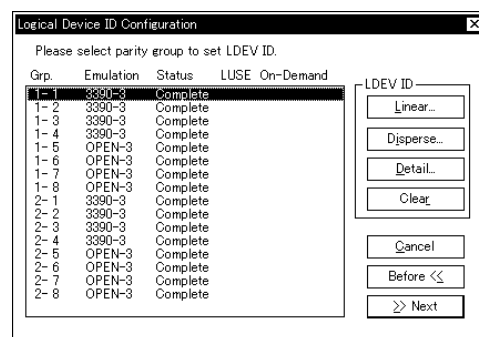 Logical Device ID Configuration
Please select parity group to set LDEV ID.
Grp. Emulation Status LUSE On-Demand
1- 1 3390-3 Complete
1- 2 3390-3 Complete
1- 3 3390-3 Complete
1- 4 3390-3 Complete
1- 5 OPEN-3 Complete
1- 6 OPEN-3 Complete
1- 7 OPEN-3 Complete
1- 8 OPEN-3 Complete
2- 1 3390-3 Complete
2- 2 3390-3 Complete
2- 3 3390-3 Complete
2- 4 3390-3 Complete
2- 5 OPEN-3 Complete
2- 6 OPEN-3 Complete
2- 7 OPEN-3 Complete
2- 8 OPEN-3 Complete
LDEV ID
Linear...
Disperse...
Detail...
Clear
Cancel
Before <<
>> Next